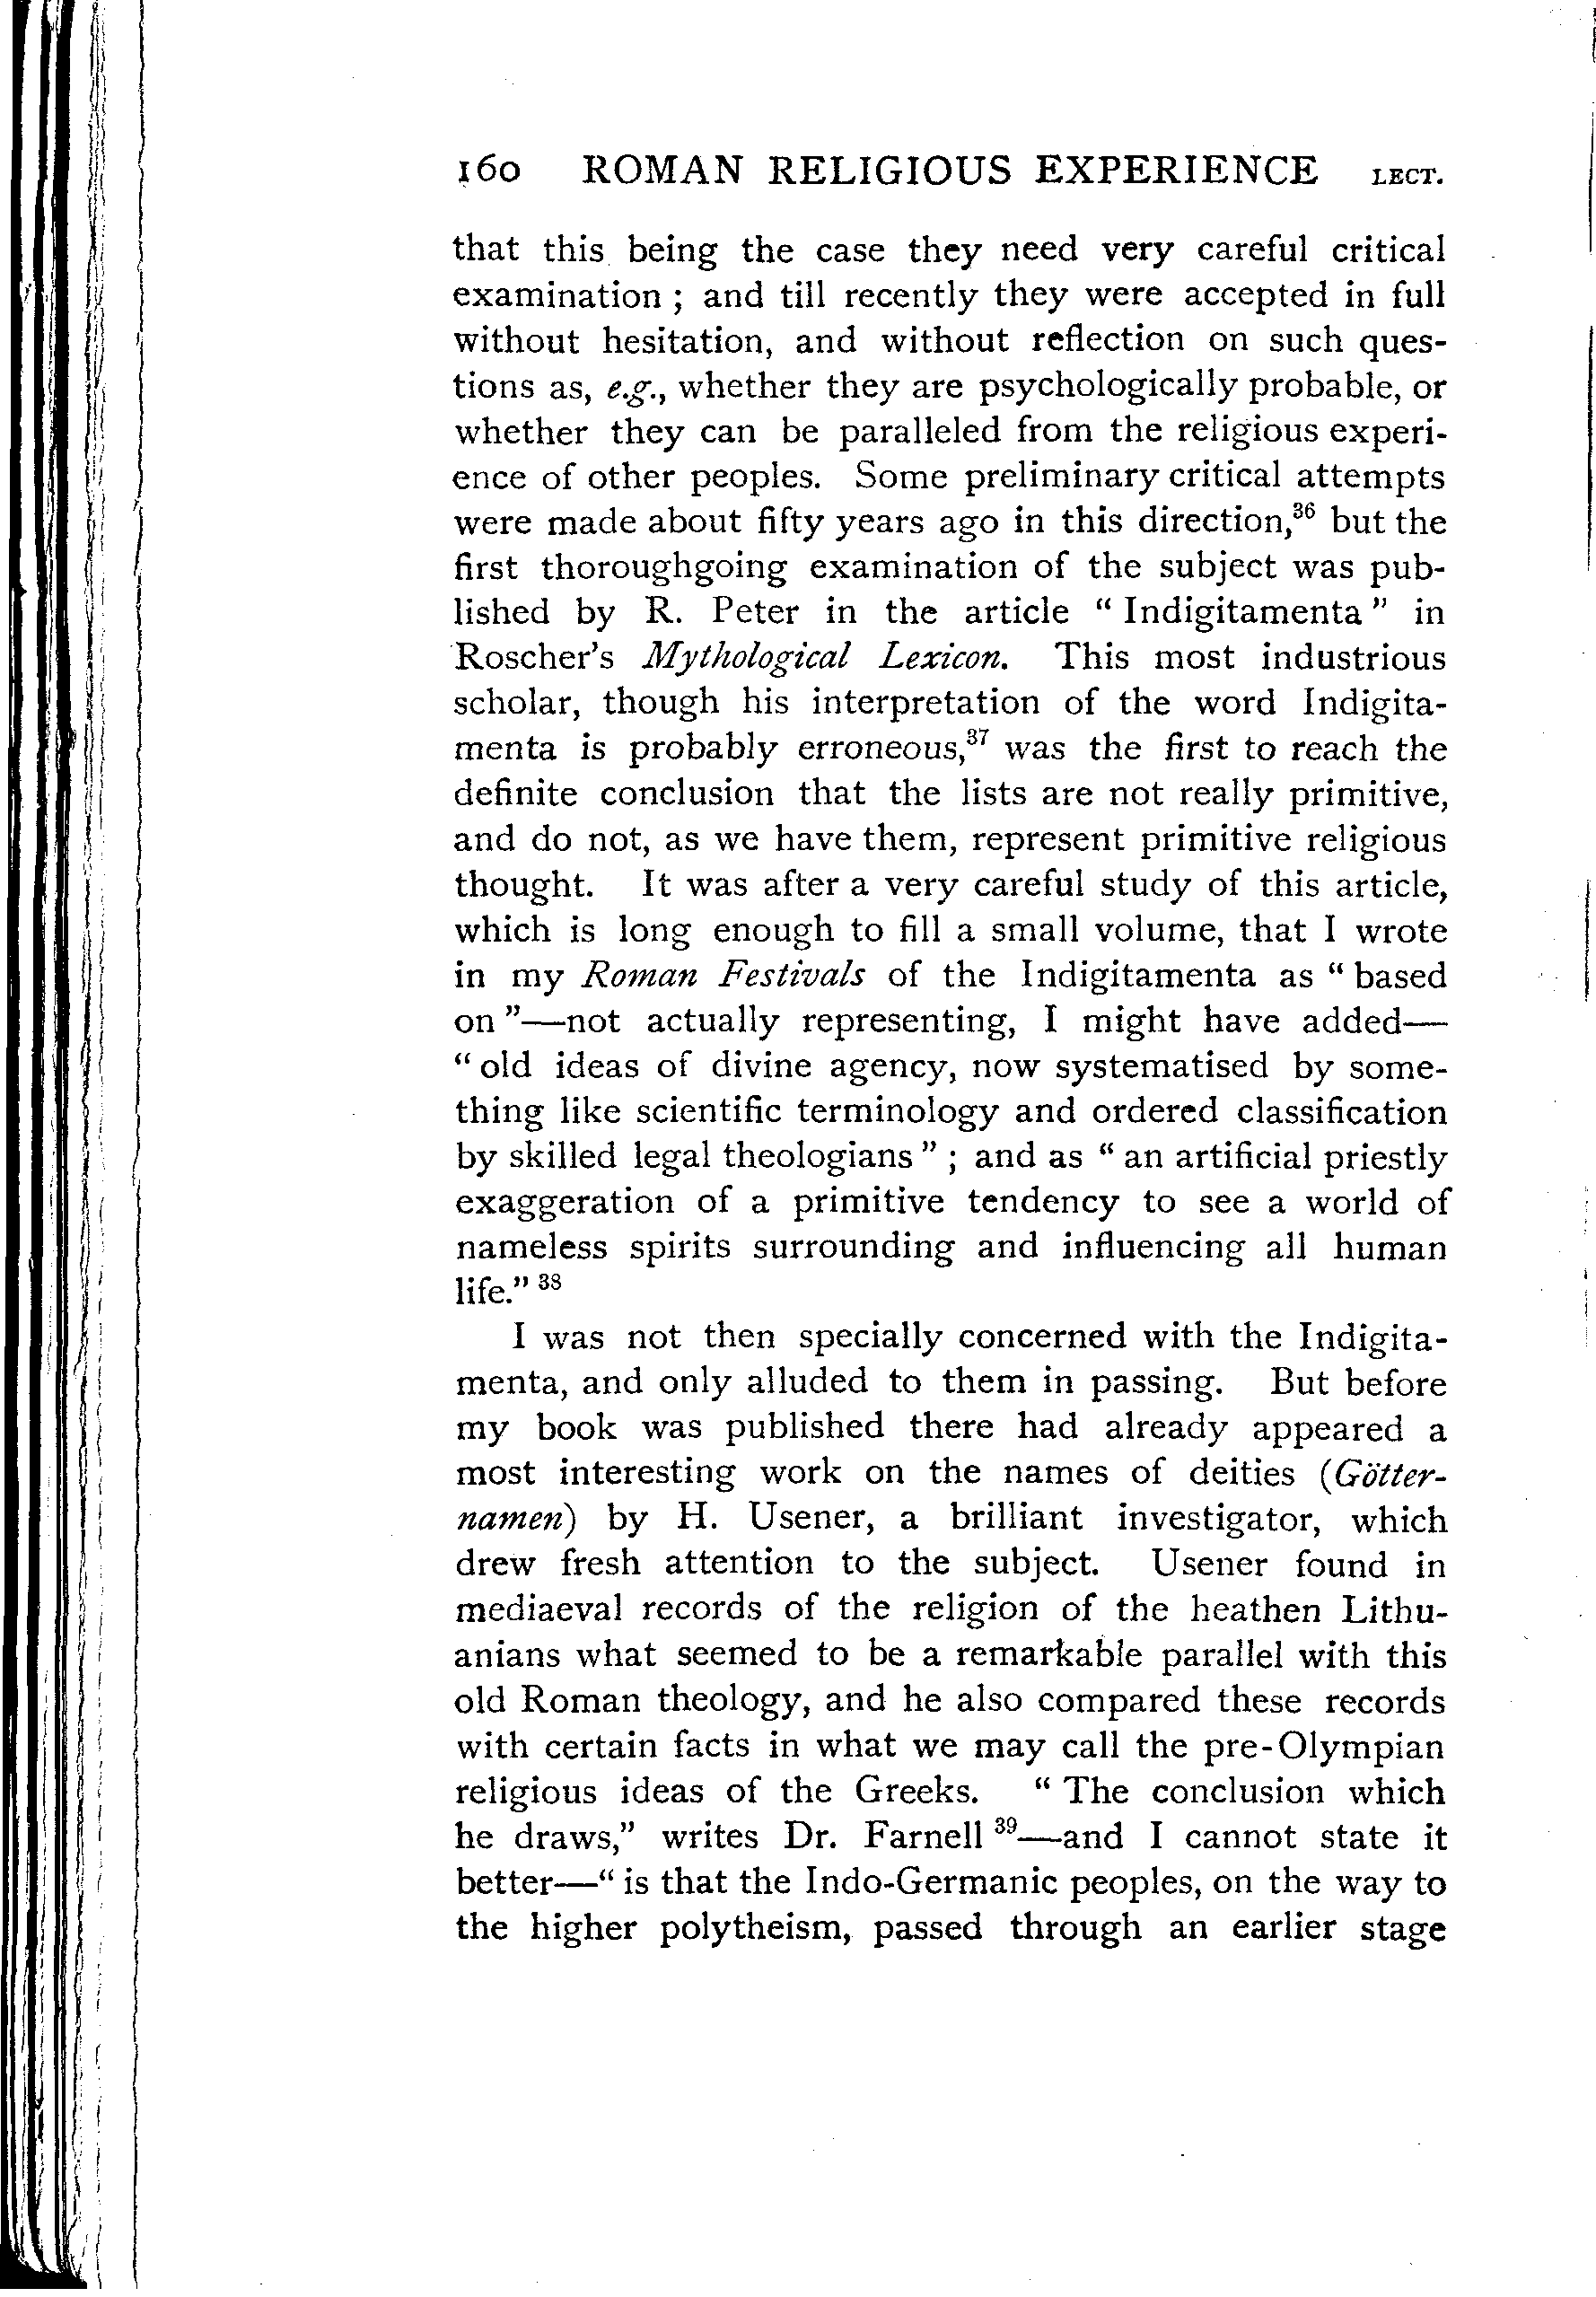 160 ROMAN RELIGIOUS EXPERIENCE LECT.
that this being the case they need very careful critical
examination ; and till recently they were accepted in full
without hesitation, and without reflection on such ques-
tions as, e.g., whether they are psychologically probable, or
whether they can be paralleled from the religious experi-
ence of other peoples. Some preliminary critical attempts
were made about fifty years ago in this direction,³⁶ but the
first thoroughgoing examination of the subject was pub-
lished by R. Peter in the article “ Indigitamenta ” in
Roscher's Mythological Lexicon. This most industrious
scholar, though his interpretation of the word Indigita-
menta is probably erroneous,³⁷ was the first to reach the
definite conclusion that the lists are not really primitive,
and do not, as we have them, represent primitive religious
thought. It was after a very careful study of this article,
which is long enough to fill a small volume, that I wrote
in my Roman Festivals of the Indigitamenta as “ based
on ”—not actually representing, I might have added—
“ old ideas of divine agency, now systematised by some-
thing like scientific terminology and ordered classification
by skilled legal theologians ” ; and as “ an artificial priestly
exaggeration of a primitive tendency to see a world of
nameless spirits surrounding and influencing all human
life.” ³⁸
I was not then specially concerned with the Indigita-
menta, and only alluded to them in passing. But before
my book was published there had already appeared a
most interesting work on the names of deities (Götter-
namen) by H. Usener, a brilliant investigator, which
drew fresh attention to the subject. Usener found in
mediaeval records of the religion of the heathen Lithu-
anians what seemed to be a remarkable parallel with this
old Roman theology, and he also compared these records
with certain facts in what we may call the pre-Olympian
religious ideas of the Greeks. “ The conclusion which
he draws,” writes Dr. Farnell ³⁹—and I cannot state it
better—“ is that the Indo-Germanic peoples, on the way to
the higher polytheism, passed through an earlier stage